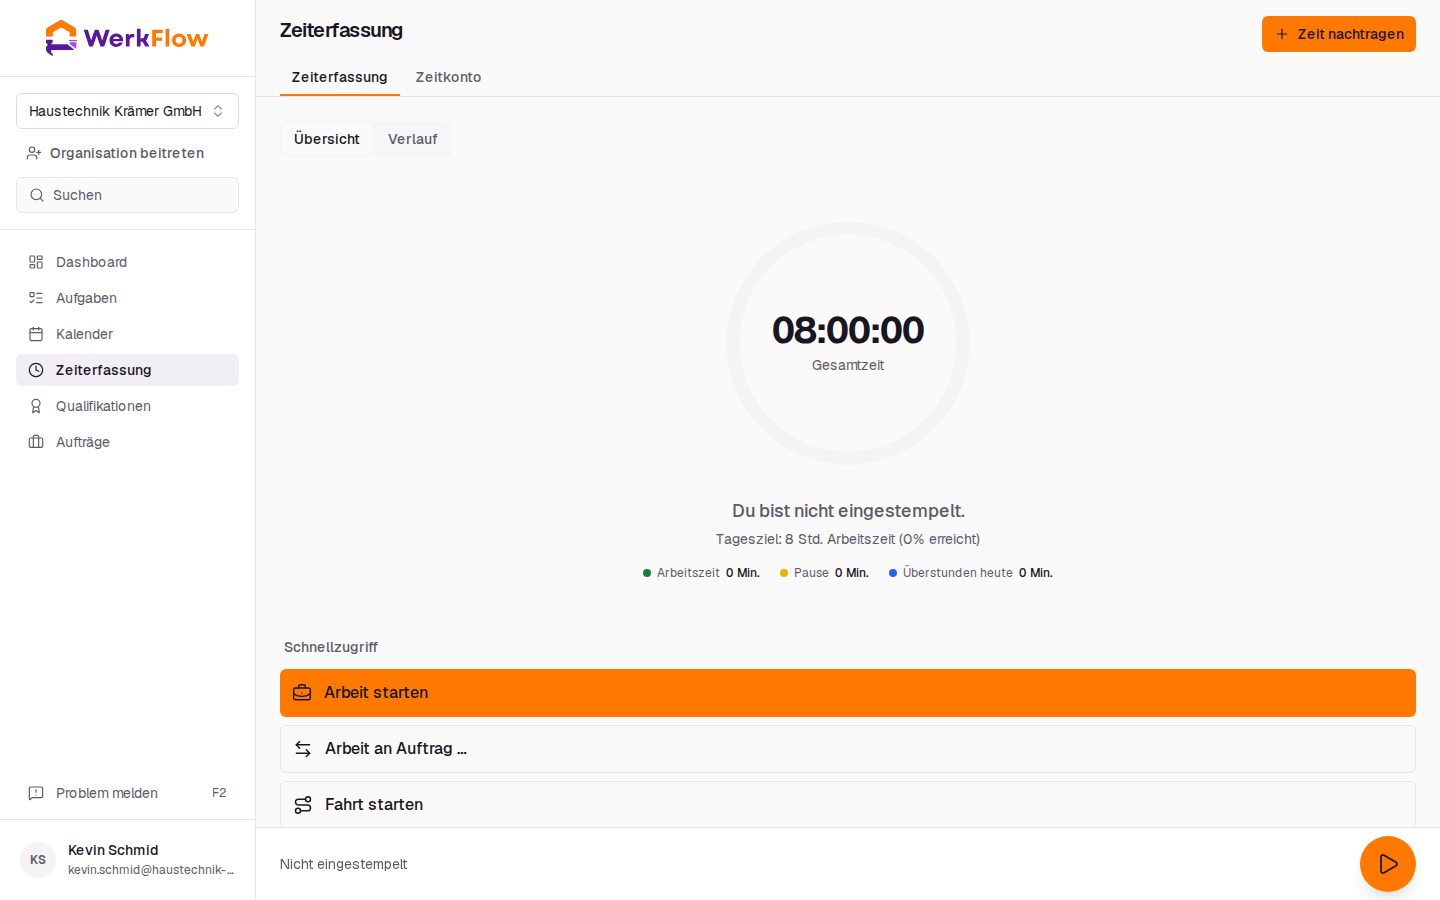 WerkFlow
Haustechnik Krämer GmbH
Organisation beitreten
Suchen
Dashboard
Aufgaben
Kalender
Zeiterfassung
Qualifikationen
Aufträge
Problem melden F2
KS
Kevin Schmid
kevin.schmid@haustechnik-...
Zeiterfassung
Zeit nachtragen
Zeiterfassung Zeitkonto
Übersicht Verlauf
08:00:00
Gesamtzeit
Du bist nicht eingestempelt.
Tagesziel: 8 Std. Arbeitszeit (0% erreicht)
Arbeitszeit 0 Min. Pause 0 Min. Überstunden heute 0 Min.
Schnellzugriff
Arbeit starten
Arbeit an Auftrag ...
Fahrt starten
Nicht eingestempelt